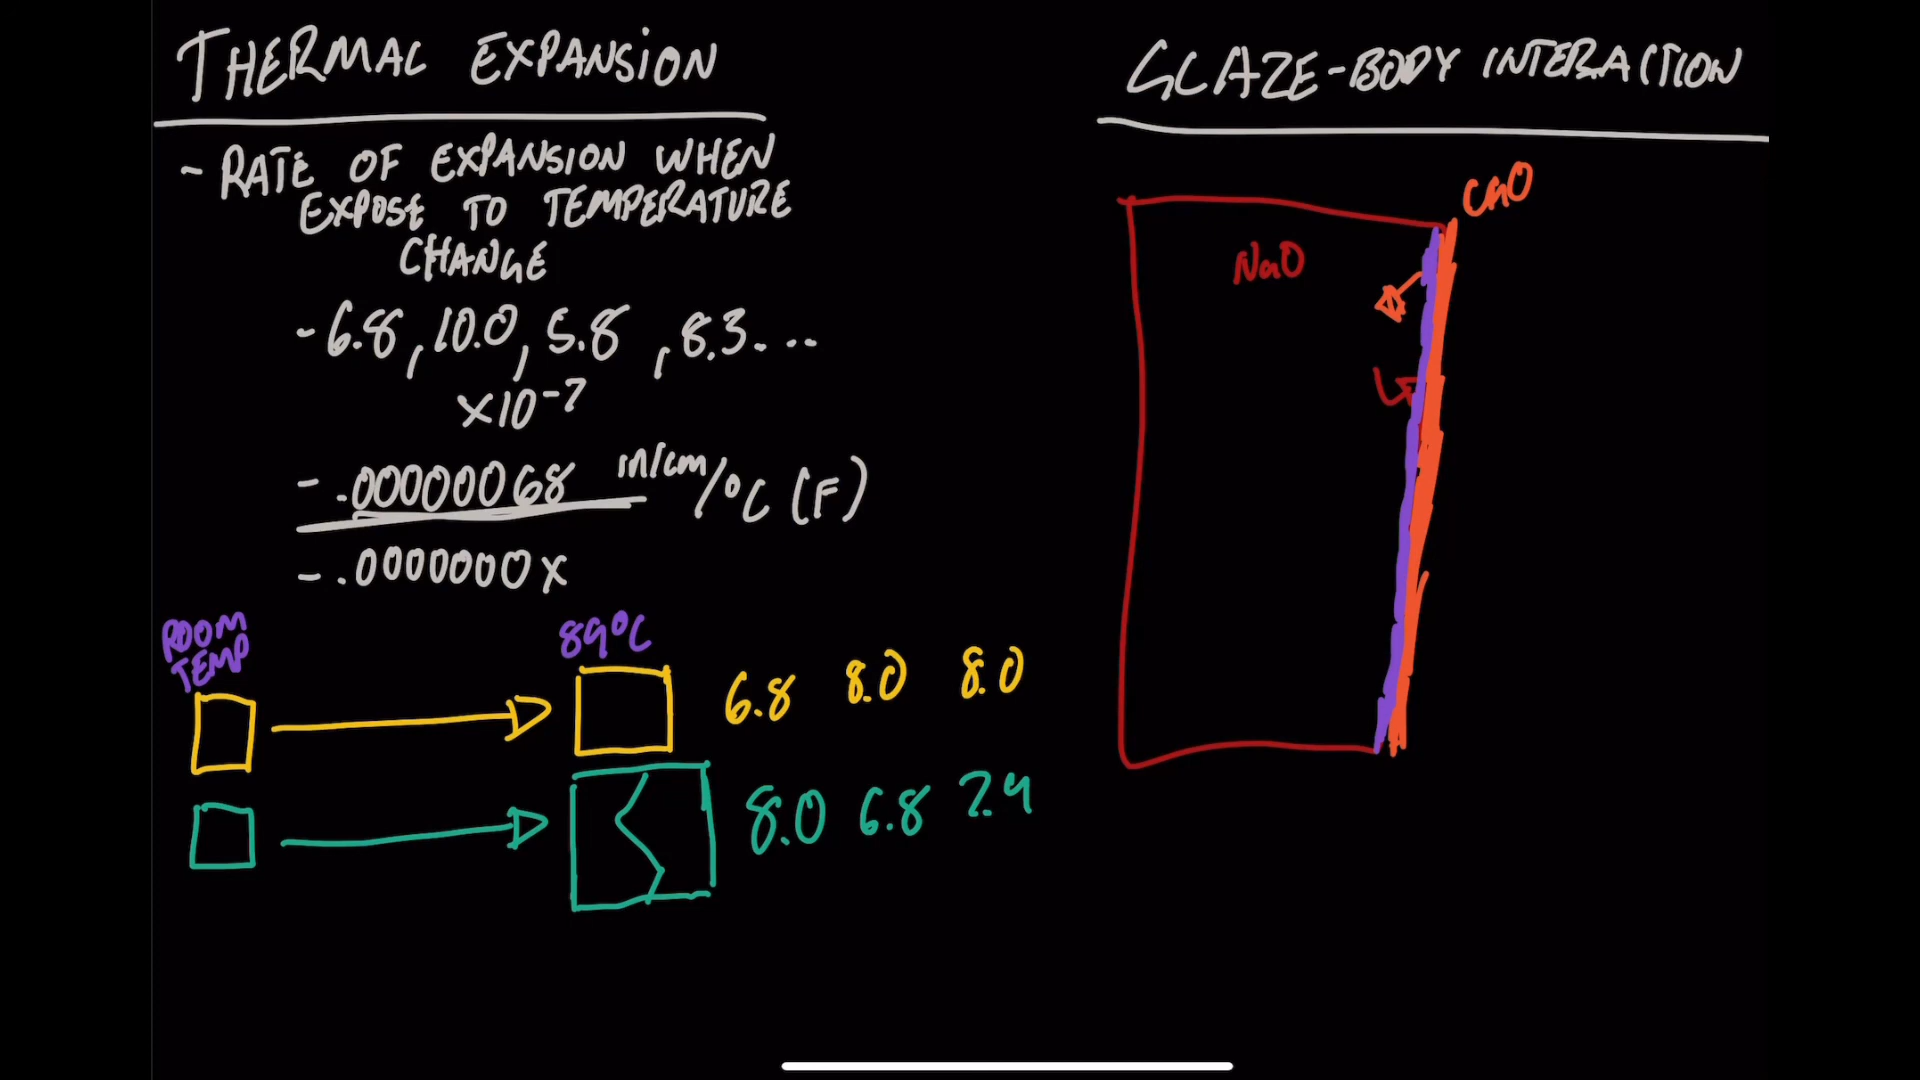 THERMAL EXPANSION
- RATE OF EXPANSION WHEN
EXPOSE TO TEMPERATURE
CHANGE
- 6.8, 10.0, 5.8, 8.3...
x10-7
- .00000068 in/cm/°C (F)
- .0000000x
ROOM
TEMP
89°C
6.8 8.0 8.0
8.0 6.8 7.9
GLAZE-BODY INTERACTION
CaO
NaO